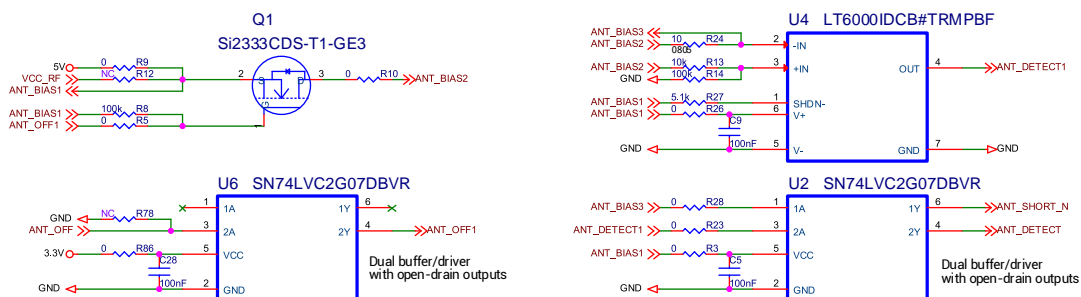 Q1
Si2333CDS-T1-GE3
5V 0 R9
VCC_RF NC R12 2 S D 3 0 R10 ANT_BIAS2
ANT_BIAS1
G
ANT_BIAS1 100k R8
ANT_OFF1 0 R5 1
U4 LT6000IDCB#TRMPBF
ANT_BIAS3
ANT_BIAS2 10 R24 2 -IN
0805
ANT_BIAS2 10k R13 3 +IN OUT 4 ANT_DETECT1
GND 100k R14
ANT_BIAS1 5.1k R27 1 SHDN-
ANT_BIAS1 0 R26 6 V+
C9
GND 100nF 5 V- GND 7 GND
U6 SN74LVC2G07DBVR
1 1A 1Y 6
GND NC R78
ANT_OFF 3 2A 2Y 4 ANT_OFF1
3.3V 0 R86 5 VCC
C28
GND 100nF 2 GND
Dual buffer/driver
with open-drain outputs
U2 SN74LVC2G07DBVR
ANT_BIAS3 0 R28 1 1A 1Y 6 ANT_SHORT_N
ANT_DETECT1 0 R23 3 2A 2Y 4 ANT_DETECT
ANT_BIAS1 0 R3 5 VCC
C5
GND 100nF 2 GND
Dual buffer/driver
with open-drain outputs